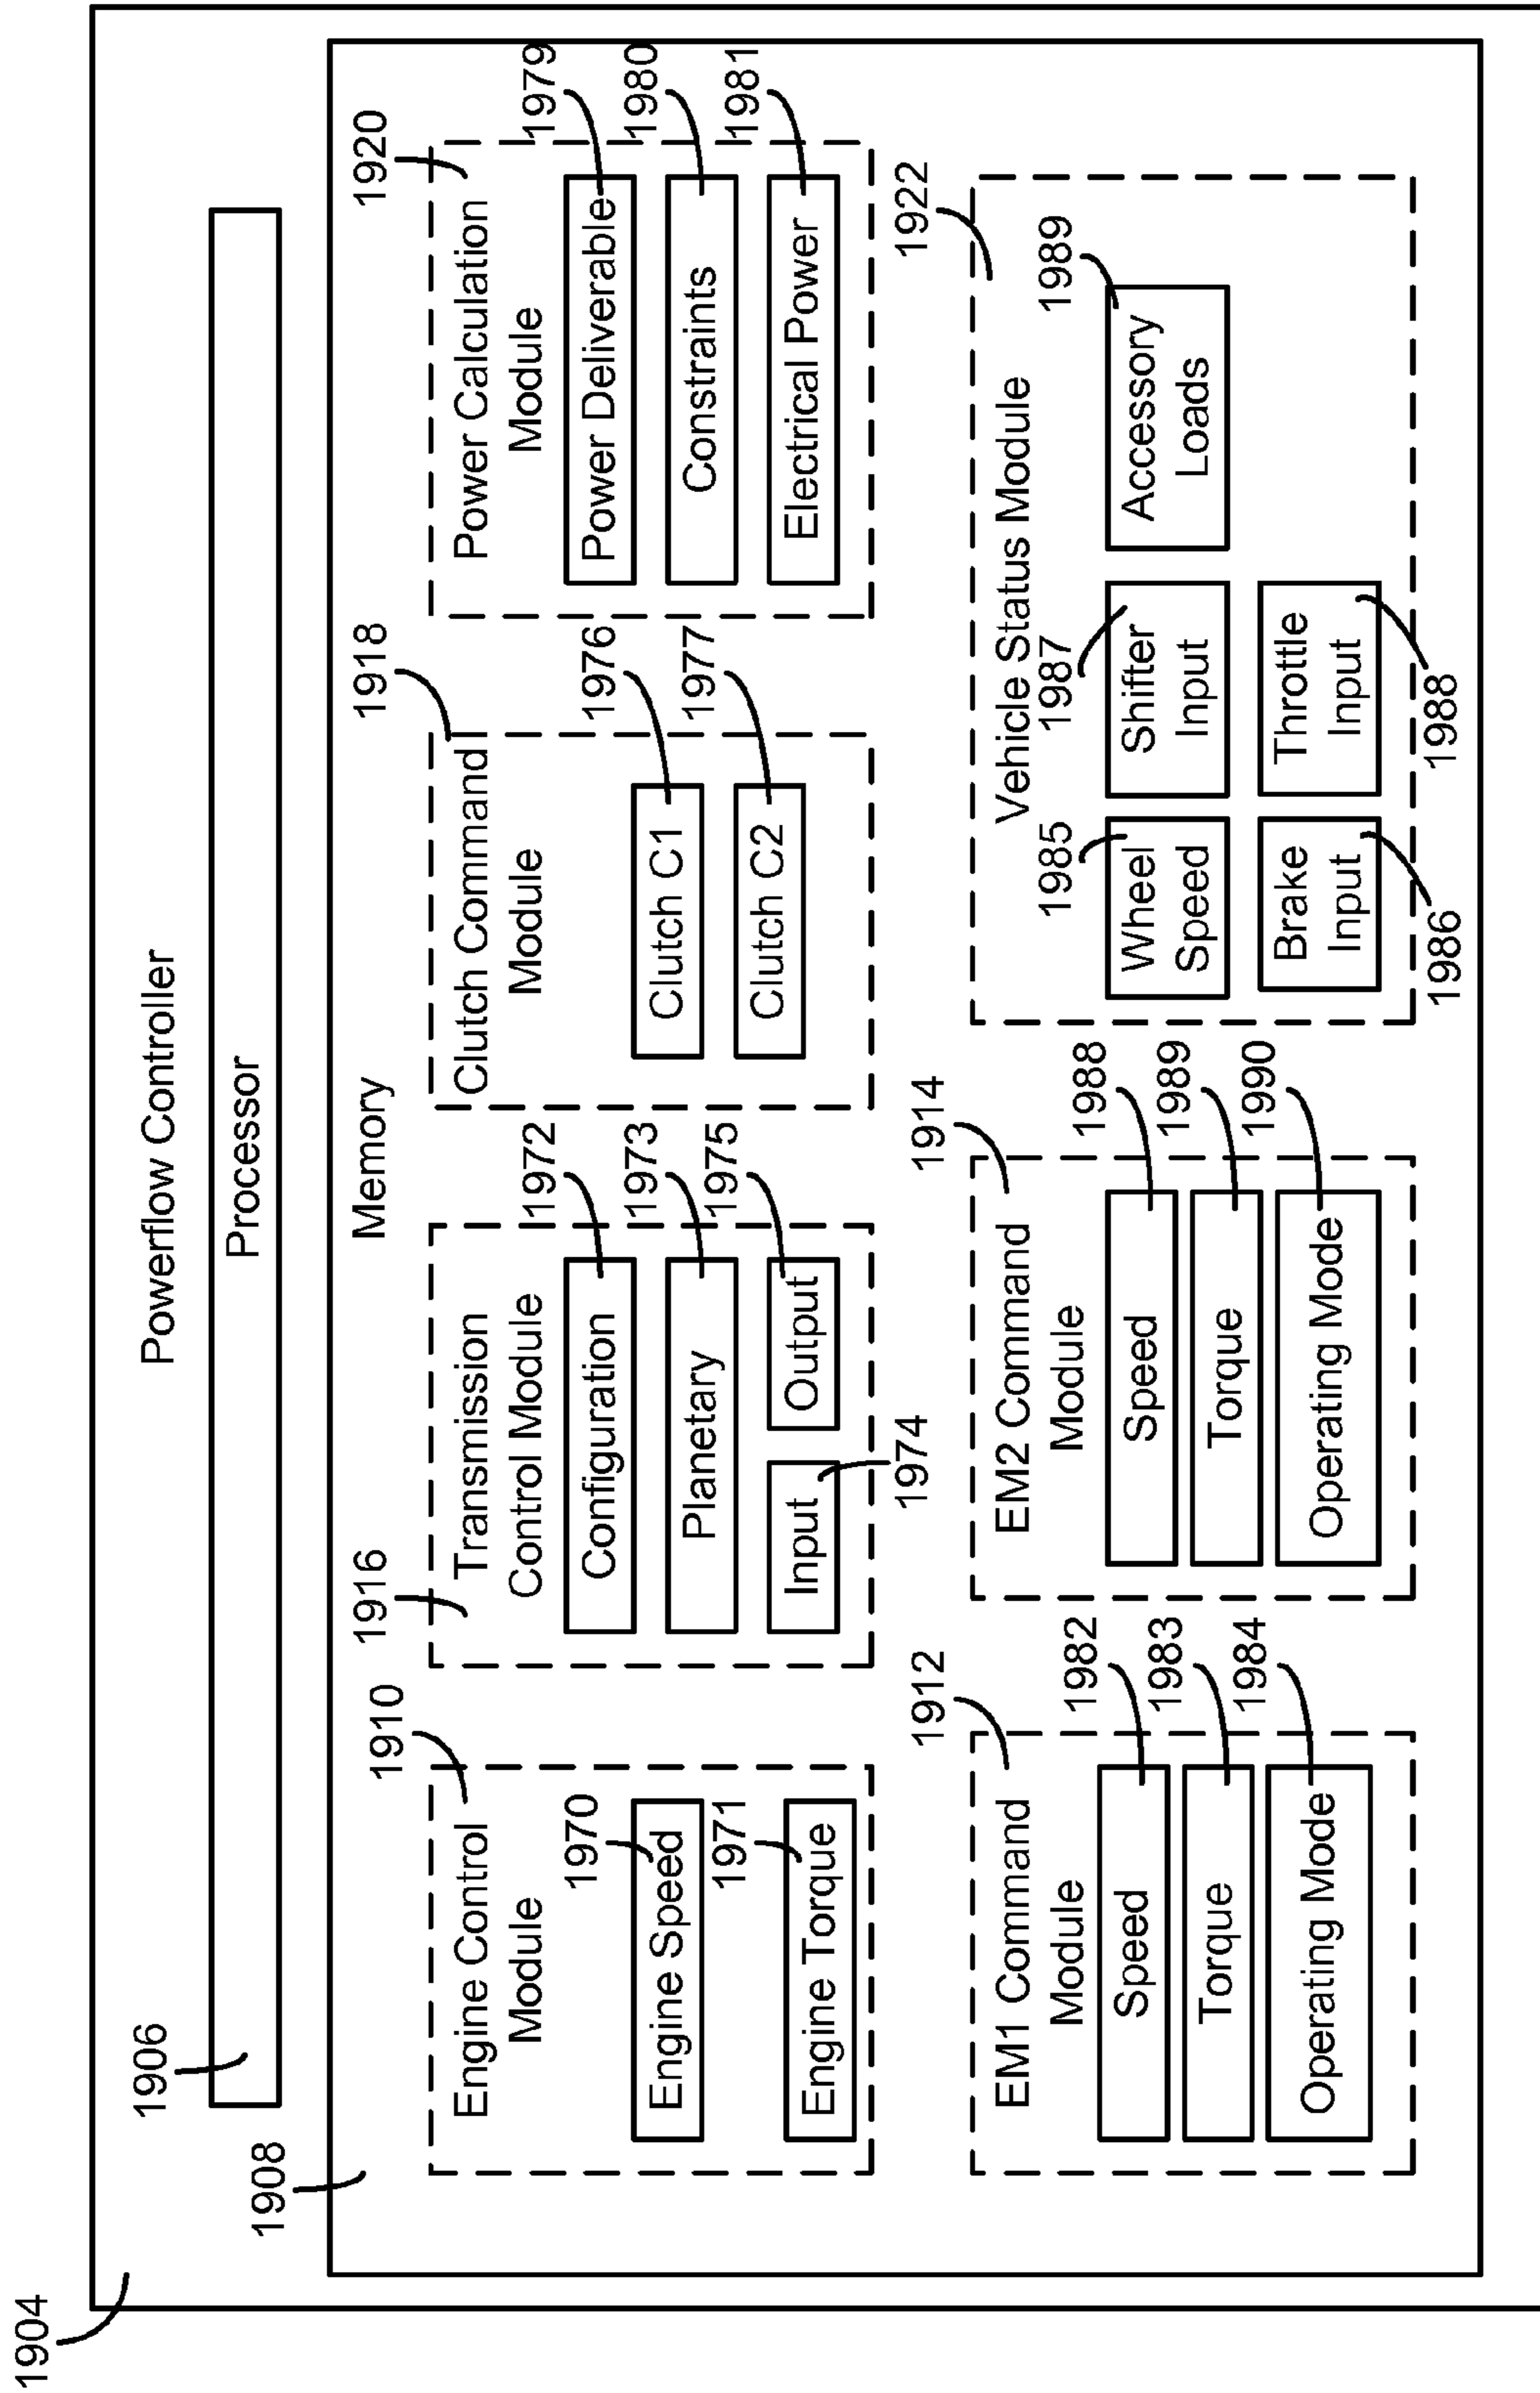 1904
Powerflow Controller
1906
Processor
1908
Memory
1910
Engine Control
Module
1970
Engine Speed
1971
Engine Torque
1916
Transmission
Control Module
1972
Configuration
1973
Planetary
1975
Input
Output
1974
1918
Clutch Command
Module
1976
Clutch C1
1977
Clutch C2
1920
Power Calculation
Module
1979
Power Deliverable
1980
Constraints
1981
Electrical Power
1912
EM1 Command
Module
1982
Speed
1983
Torque
1984
Operating Mode
1914
EM2 Command
Module
1988
Speed
1989
Torque
1990
Operating Mode
1922
Vehicle Status Module
1985
Wheel
Speed
1987
Shifter
Input
1989
Accessory
Loads
Brake
Input
1986
Throttle
Input
1988